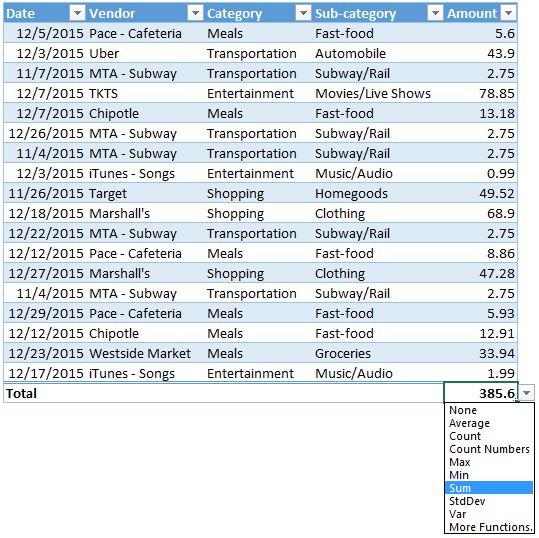 Date Vendor Category Sub-category Amount
12/5/2015 Pace - Cafeteria Meals Fast-food 5.6
12/3/2015 Uber Transportation Automobile 43.9
11/7/2015 MTA - Subway Transportation Subway/Rail 2.75
12/7/2015 TKTS Entertainment Movies/Live Shows 78.85
12/7/2015 Chipotle Meals Fast-food 13.18
12/26/2015 MTA - Subway Transportation Subway/Rail 2.75
11/4/2015 MTA - Subway Transportation Subway/Rail 2.75
12/3/2015 iTunes - Songs Entertainment Music/Audio 0.99
11/26/2015 Target Shopping Homegoods 49.52
12/18/2015 Marshall's Shopping Clothing 68.9
12/22/2015 MTA - Subway Transportation Subway/Rail 2.75
12/12/2015 Pace - Cafeteria Meals Fast-food 8.86
12/27/2015 Marshall's Shopping Clothing 47.28
11/4/2015 MTA - Subway Transportation Subway/Rail 2.75
12/29/2015 Pace - Cafeteria Meals Fast-food 5.93
12/12/2015 Chipotle Meals Fast-food 12.91
12/23/2015 Westside Market Meals Groceries 33.94
12/17/2015 iTunes - Songs Entertainment Music/Audio 1.99
Total 385.6
None
Average
Count
Count Numbers
Max
Min
Sum
StdDev
Var
More Functions.